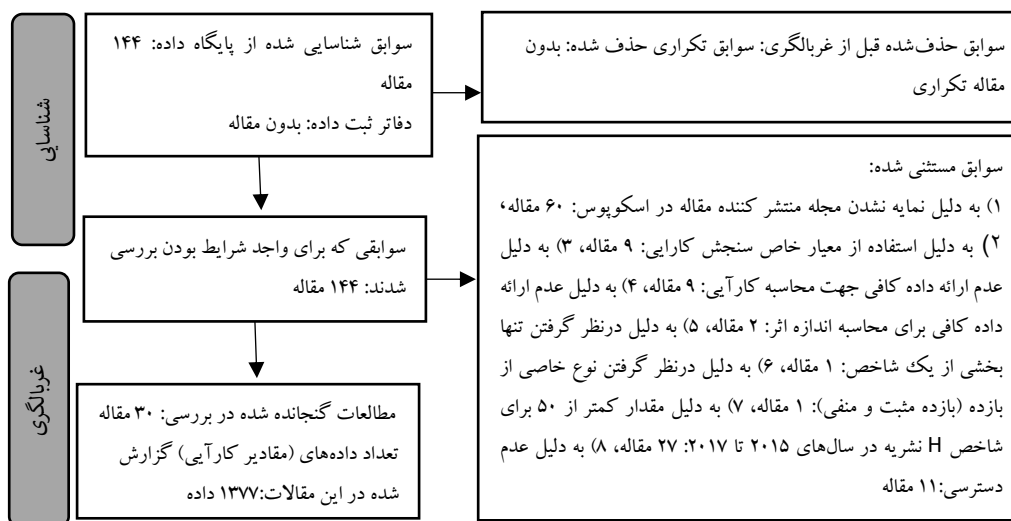 شناسایی
سوابق شناسایی شده از پایگاه داده: ۱۴۴
مقاله
دفاتر ثبت داده: بدون مقاله
سوابق حذف‌شده قبل از غربالگری: سوابق تکراری حذف شده: بدون
مقاله تکراری
سوابقی که برای واجد شرایط بودن بررسی
شدند: ۱۴۴ مقاله
سوابق مستثنی شده:
۱) به دلیل نمایه نشدن مجله منتشر کننده مقاله در اسکوپوس: ۶۰ مقاله،
۲) به دلیل استفاده از معیار خاص سنجش کارایی: ۹ مقاله، ۳) به دلیل
عدم ارائه داده کافی جهت محاسبه کارآیی: ۹ مقاله، ۴) به دلیل عدم ارائه
داده کافی برای محاسبه اندازه اثر: ۲ مقاله، ۵) به دلیل درنظر گرفتن تنها
بخشی از یک شاخص: ۱ مقاله، ۶) به دلیل درنظر گرفتن نوع خاصی از
بازده (بازده مثبت و منفی): ۱ مقاله، ۷) به دلیل مقدار کمتر از ۵۰ برای
شاخص H نشریه در سال‌های ۲۰۱۵ تا ۲۰۱۷: ۲۷ مقاله، ۸) به دلیل عدم
دسترسی:۱۱ مقاله
غربالگری
مطالعات گنجانده شده در بررسی: ۳۰ مقاله
تعداد داده‌های (مقادیر کارآیی) گزارش
شده در این مقالات:۱۳۷۷ داده